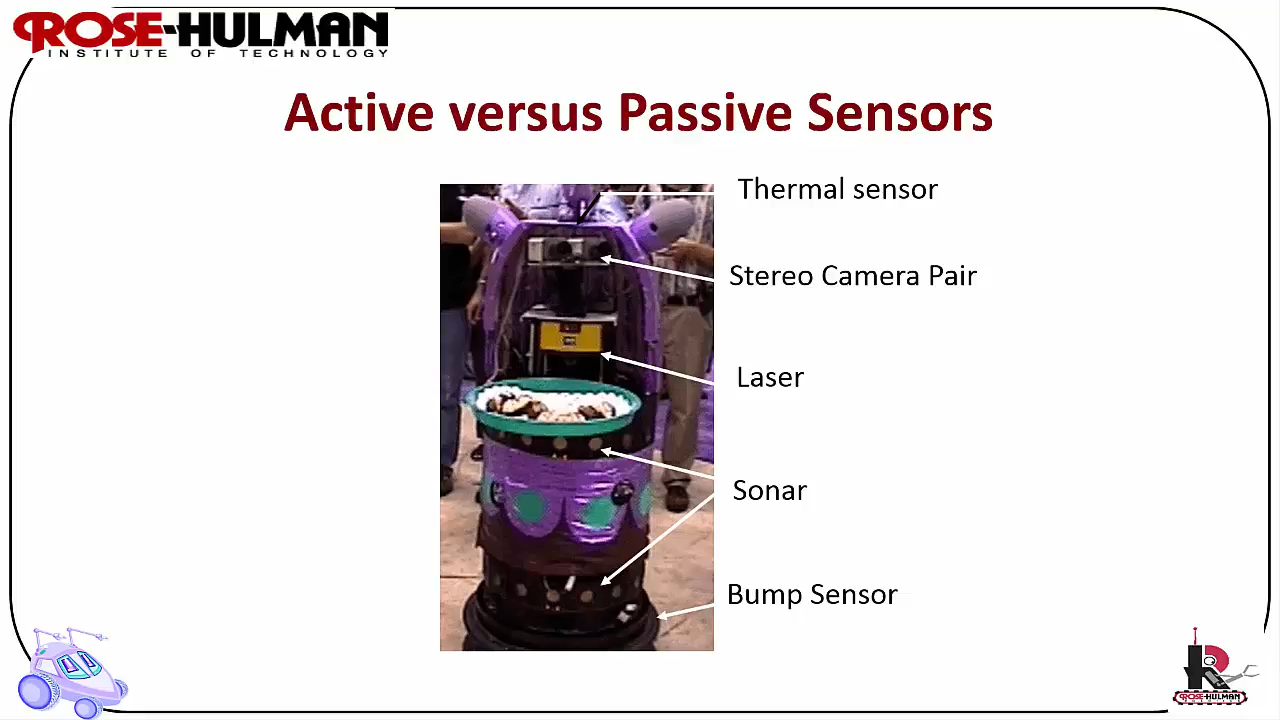 ROSE-HULMAN
INSTITUTE OF TECHNOLOGY
Active versus Passive Sensors
Thermal sensor
Stereo Camera Pair
Laser
Sonar
Bump Sensor
R
ROSE-HULMAN